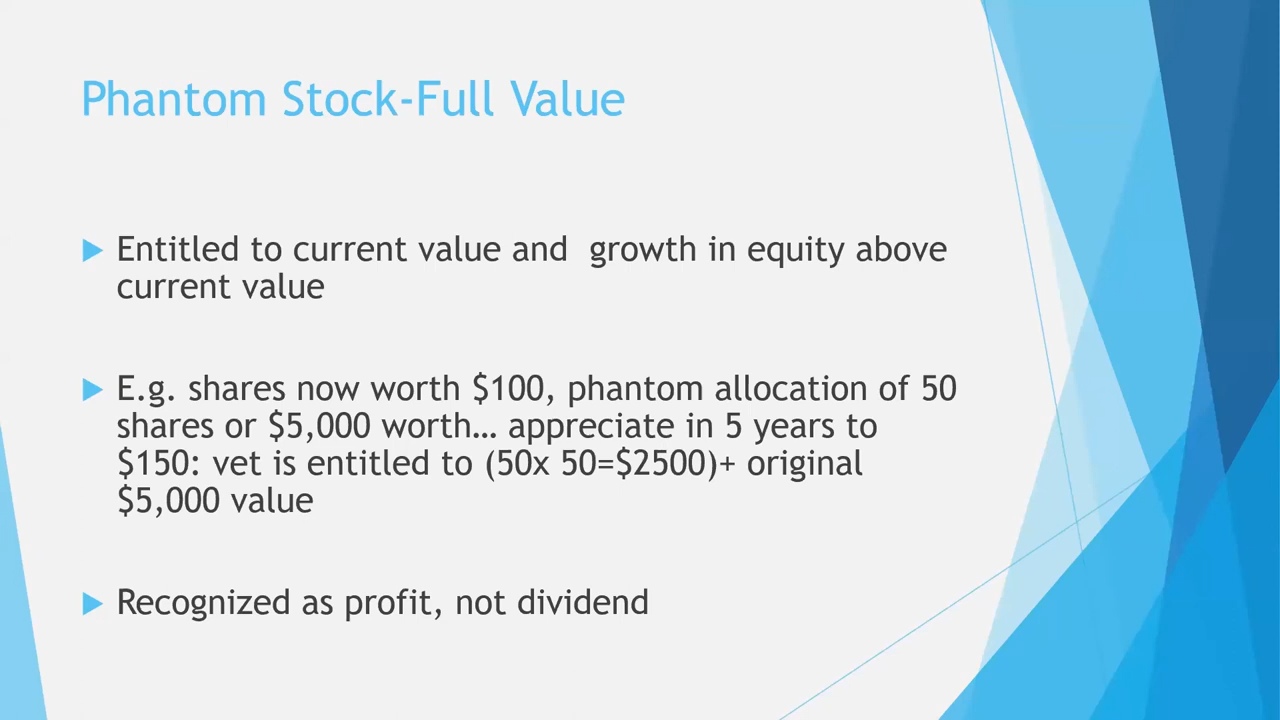 Phantom Stock-Full Value
Entitled to current value and  growth in equity above
current value
E.g. shares now worth $100, phantom allocation of 50
shares or $5,000 worth… appreciate in 5 years to
$150: vet is entitled to (50x 50=$2500)+ original
$5,000 value
Recognized as profit, not dividend